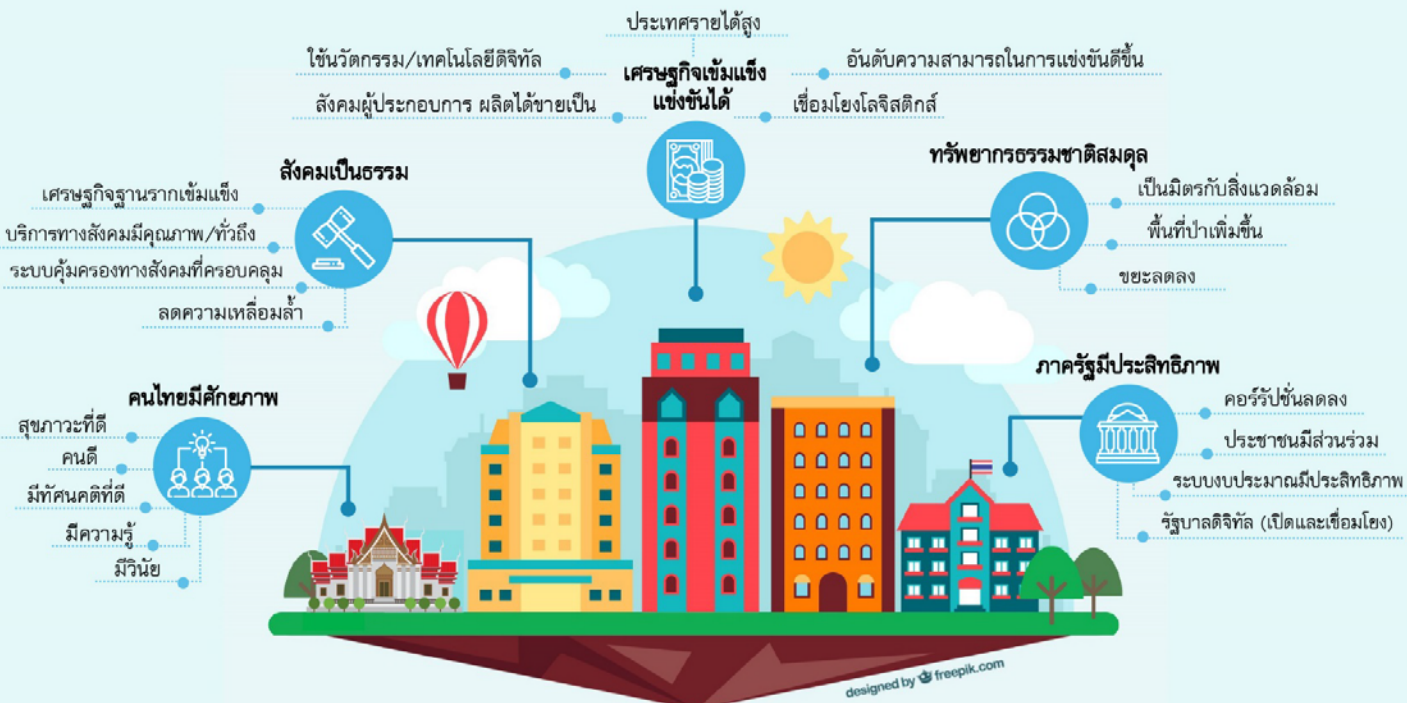 ประเทศรายได้สูง
ใช้นวัตกรรม/เทคโนโลยีดิจิทัล
เศรษฐกิจเข้มแข็ง
แข่งขันได้
อันดับความสามารถในการแข่งขันดีขึ้น
สังคมผู้ประกอบการ ผลิตได้ขายเป็น
เชื่อมโยงโลจิสติกส์
สังคมเป็นธรรม
เศรษฐกิจฐานรากเข้มแข็ง
บริการทางสังคมมีคุณภาพ/ทั่วถึง
ระบบคุ้มครองทางสังคมที่ครอบคลุม
ลดความเหลื่อมล้ำ
ทรัพยากรธรรมชาติสมดุล
เป็นมิตรกับสิ่งแวดล้อม
พื้นที่ป่าเพิ่มขึ้น
ขยะลดลง
คนไทยมีศักยภาพ
สุขภาวะที่ดี
คนดี
มีทัศนคติที่ดี
มีความรู้
มีวินัย
ภาครัฐมีประสิทธิภาพ
คอร์รัปชั่นลดลง
ประชาชนมีส่วนร่วม
ระบบงบประมาณมีประสิทธิภาพ
รัฐบาลดิจิทัล (เปิดและเชื่อมโยง)
designed by freepik.com